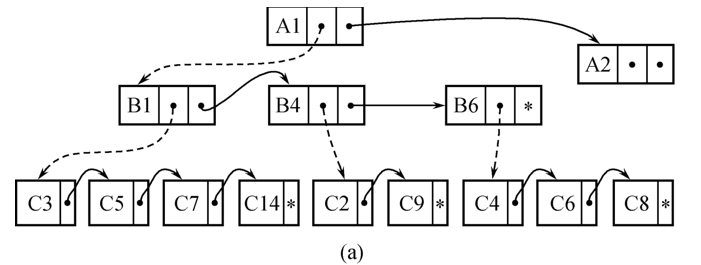 A1
A2
B1 B4 B6 *
C3 C5 C7 C14 * C2 C9 * C4 C6 C8 *
(a)